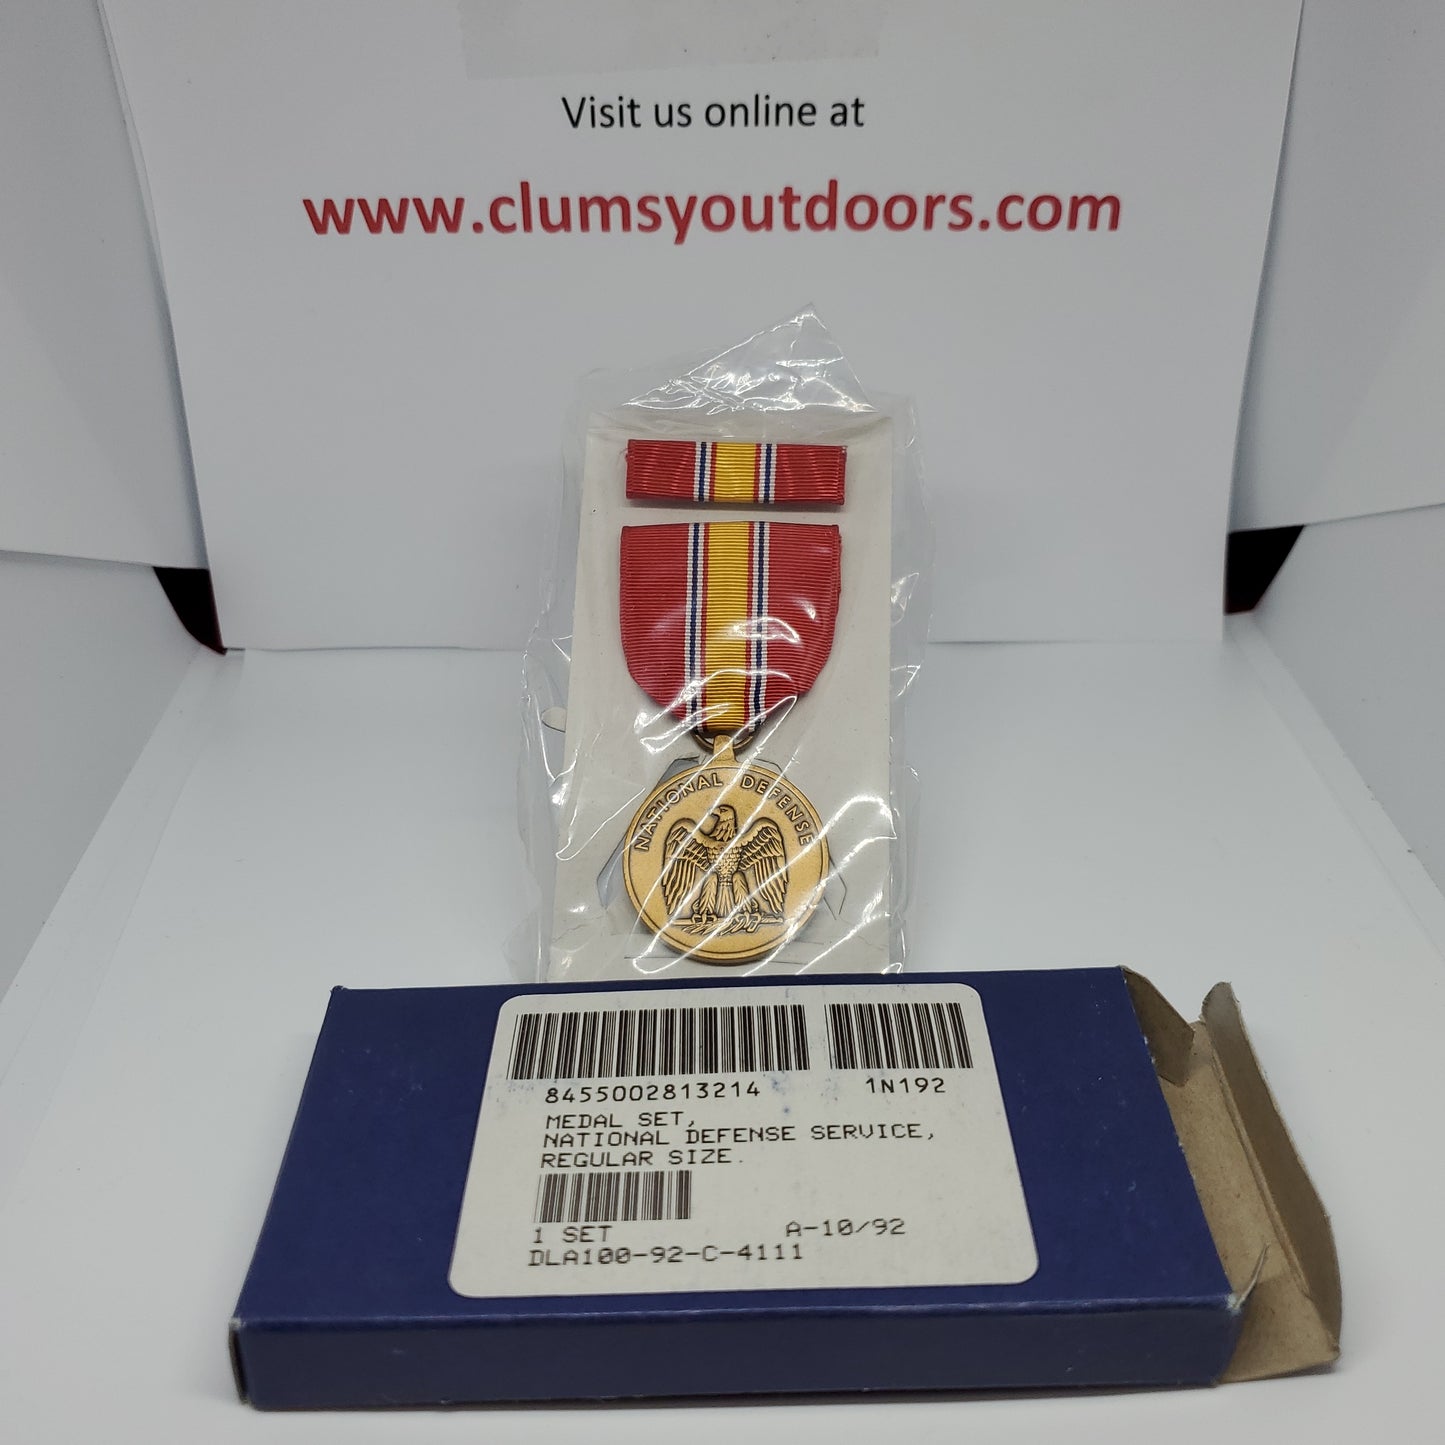 Visit us online at
www.clumsyoutdoors.com
NATIONAL DEFENSE
8455002813214 1N192
MEDAL SET,
NATIONAL DEFENSE SERVICE,
REGULAR SIZE.
1 SET A-10/92
DLA100-92-C-4111